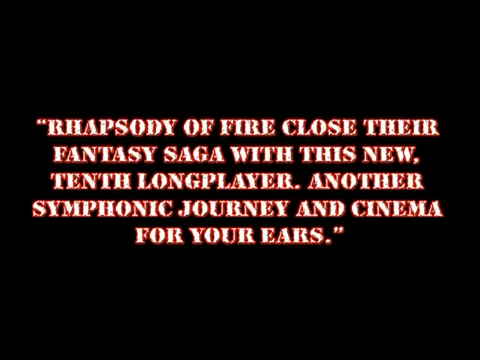 “RHAPSODY OF FIRE CLOSE THEIR
FANTASY SAGA WITH THIS NEW,
TENTH LONGPLAYER. ANOTHER
SYMPHONIC JOURNEY AND CINEMA
FOR YOUR EARS.”